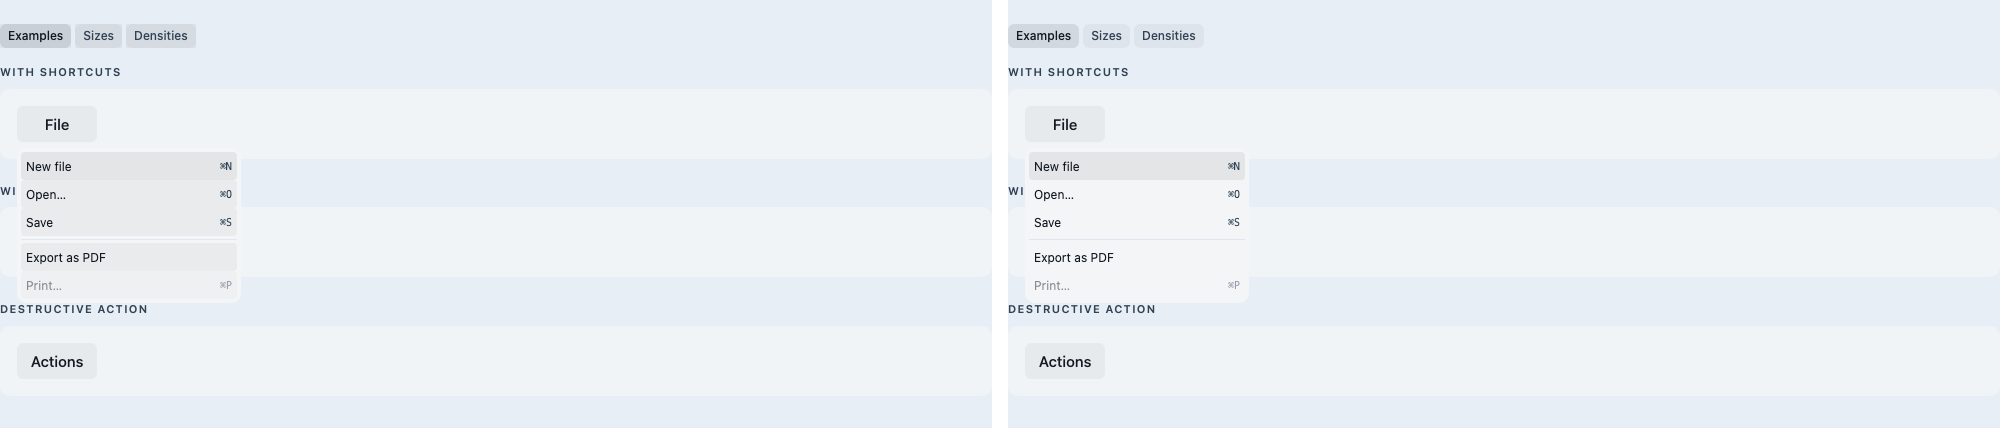 Examples Sizes Densities
WITH SHORTCUTS
File
New file ⌘N
Open... ⌘O
WI
Save ⌘S
Export as PDF
Print... ⌘P
DESTRUCTIVE ACTION
Actions
Examples Sizes Densities
WITH SHORTCUTS
File
New file ⌘N
Open... ⌘O
WI
Save ⌘S
Export as PDF
Print... ⌘P
DESTRUCTIVE ACTION
Actions